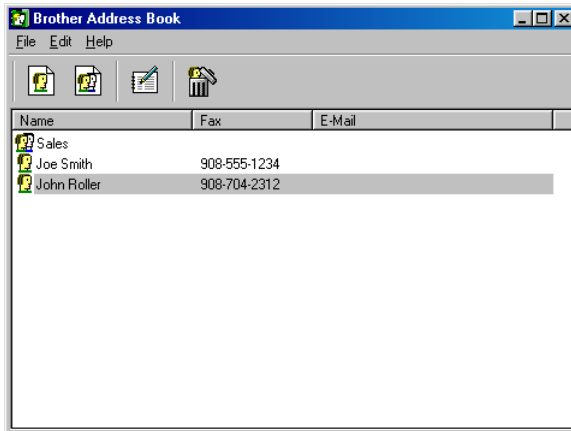 Brother Address Book
File Edit Help
Name Fax E-Mail
Sales
Joe Smith 908-555-1234
John Roller 908-704-2312